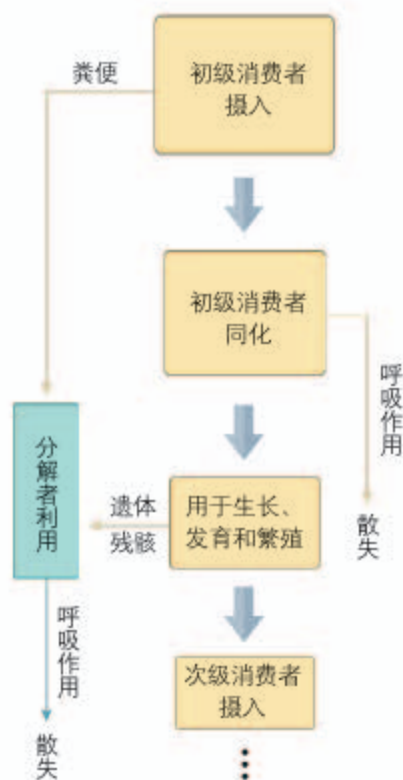 粪便
初级消费者
摄入
初级消费者
同化
呼吸作用
散失
分解者利用
遗体
残骸
用于生长、
发育和繁殖
呼吸作用
散失
次级消费者
摄入